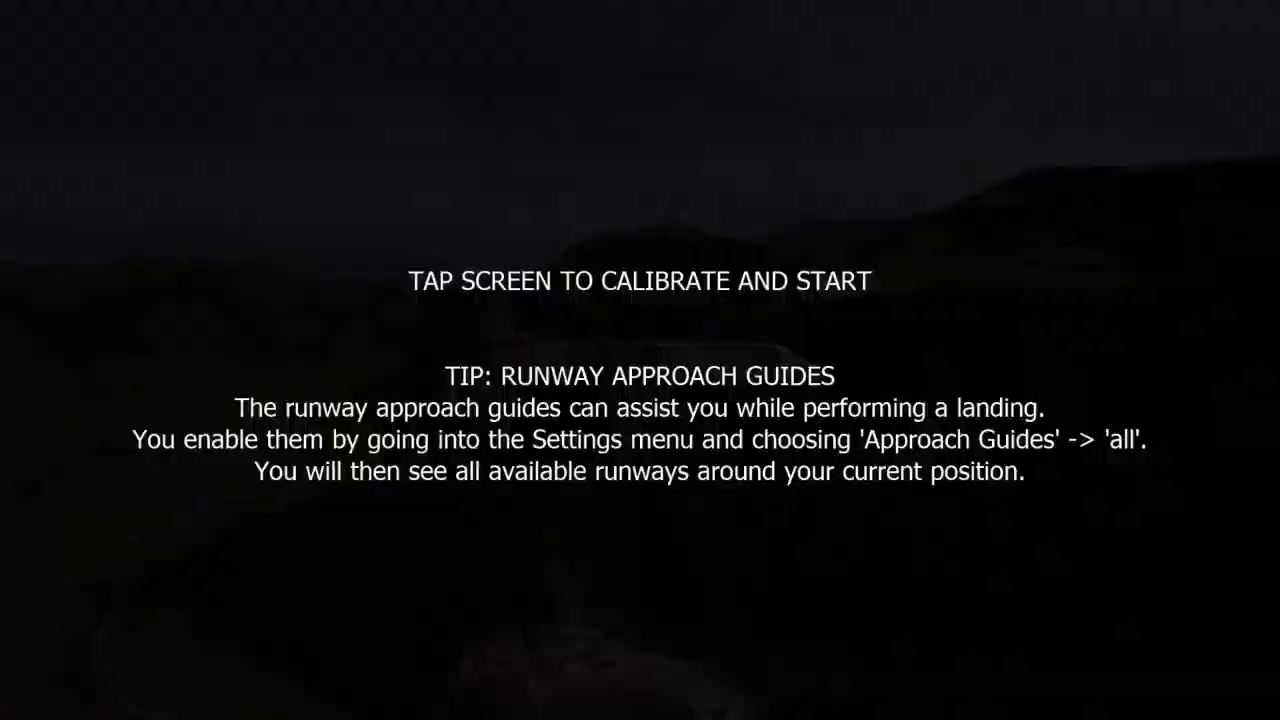 TAP SCREEN TO CALIBRATE AND START
TIP: RUNWAY APPROACH GUIDES
The runway approach guides can assist you while performing a landing.
You enable them by going into the Settings menu and choosing 'Approach Guides' -> 'all'.
You will then see all available runways around your current position.